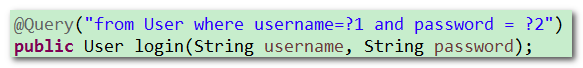 @Query("from User where username=?1 and password = ?2")
public User login(String username, String password);